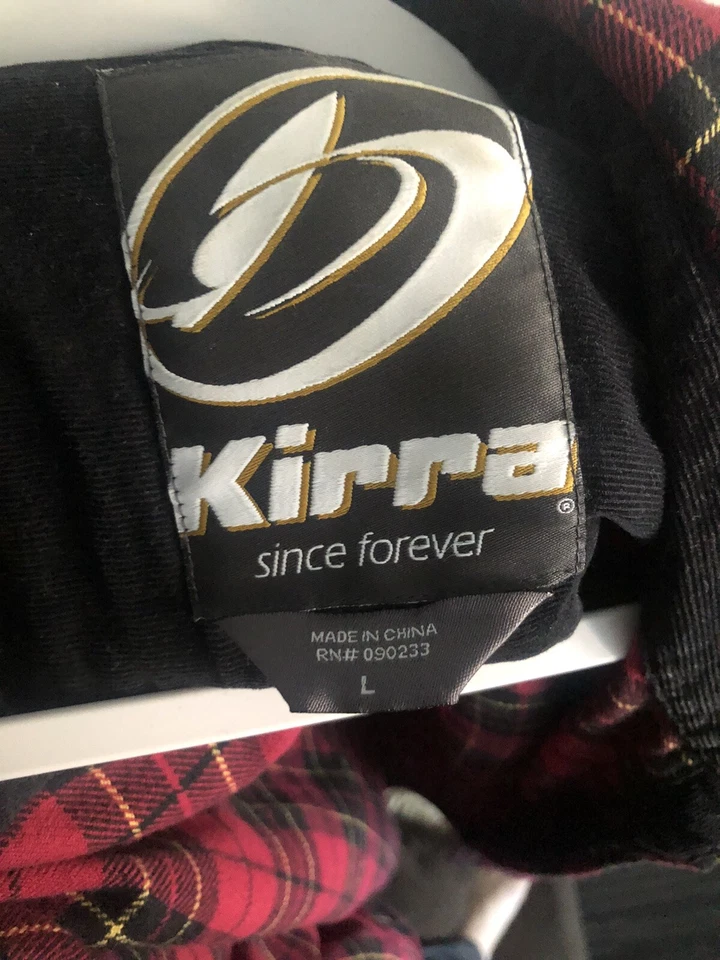 Kirra
®
since forever
MADE IN CHINA
RN# 090233
L